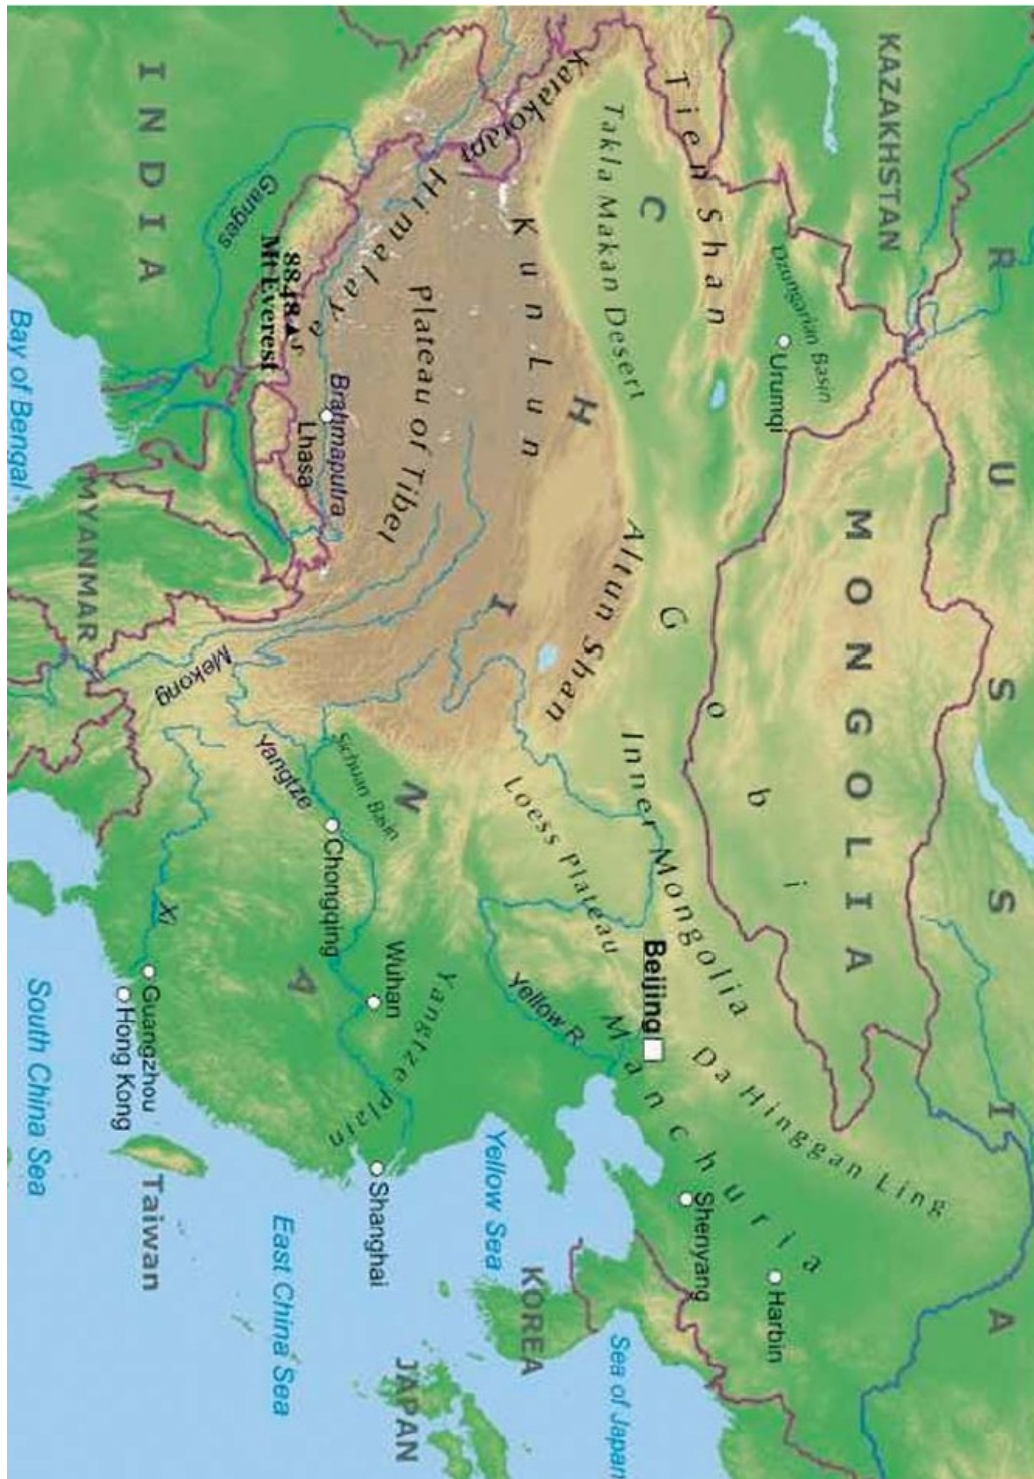 KAZAKHSTAN
R U S S I A
MONGOLIA
Dzungarian Basin
Urumqi
Tien Shan
Takla Makan Desert
CHINA
Gobi
Karakoram
Kun Lun
Altun Shan
Inner Mongolia
Da Hinggan Ling
Manchuria
Harbin
Shenyang
Beijing
Himalaya
Plateau of Tibet
Loess Plateau
Yellow R
Brahmaputra
Lhasa
8848
Mt Everest
Ganges
INDIA
Mekong
Yangtze
Sichuan Basin
Chongqing
Wuhan
Yangtze Plain
Shanghai
Yellow Sea
KOREA
Sea of Japan
JAPAN
East China Sea
Taiwan
Xi
Guangzhou
Hong Kong
South China Sea
MYANMAR
Bay of Bengal